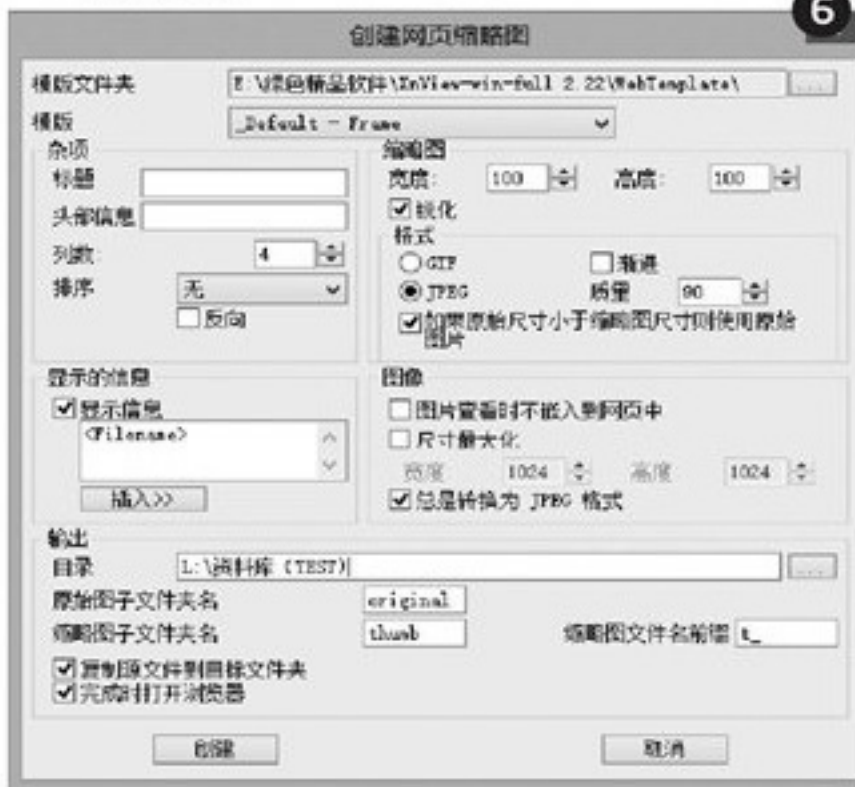 6
创建网页缩略图
模版文件夹 E:\绿色精品软件\XnView-win-full 2.22\WebTemplate\ ...
模版 _Default - Frame
杂项
标题
头部信息
列数: 4
排序 无
反向
缩略图
宽度: 100 高度: 100
锐化
格式
GIF 渐进
JPEG 质量 90
如果原始尺寸小于缩略图尺寸则使用原始
图片
显示的信息
显示信息
<Filename>
插入>>
图像
图片查看时不嵌入到网页中
尺寸最大化
宽度 1024 高度 1024
总是转换为 JPEG 格式
输出
目录 L:\资料库 (TEST) ...
原始图子文件夹名 original
缩略图子文件夹名 thumb 缩略图文件名前缀 t_
复制源文件到目标文件夹
完成时打开浏览器
创建 取消